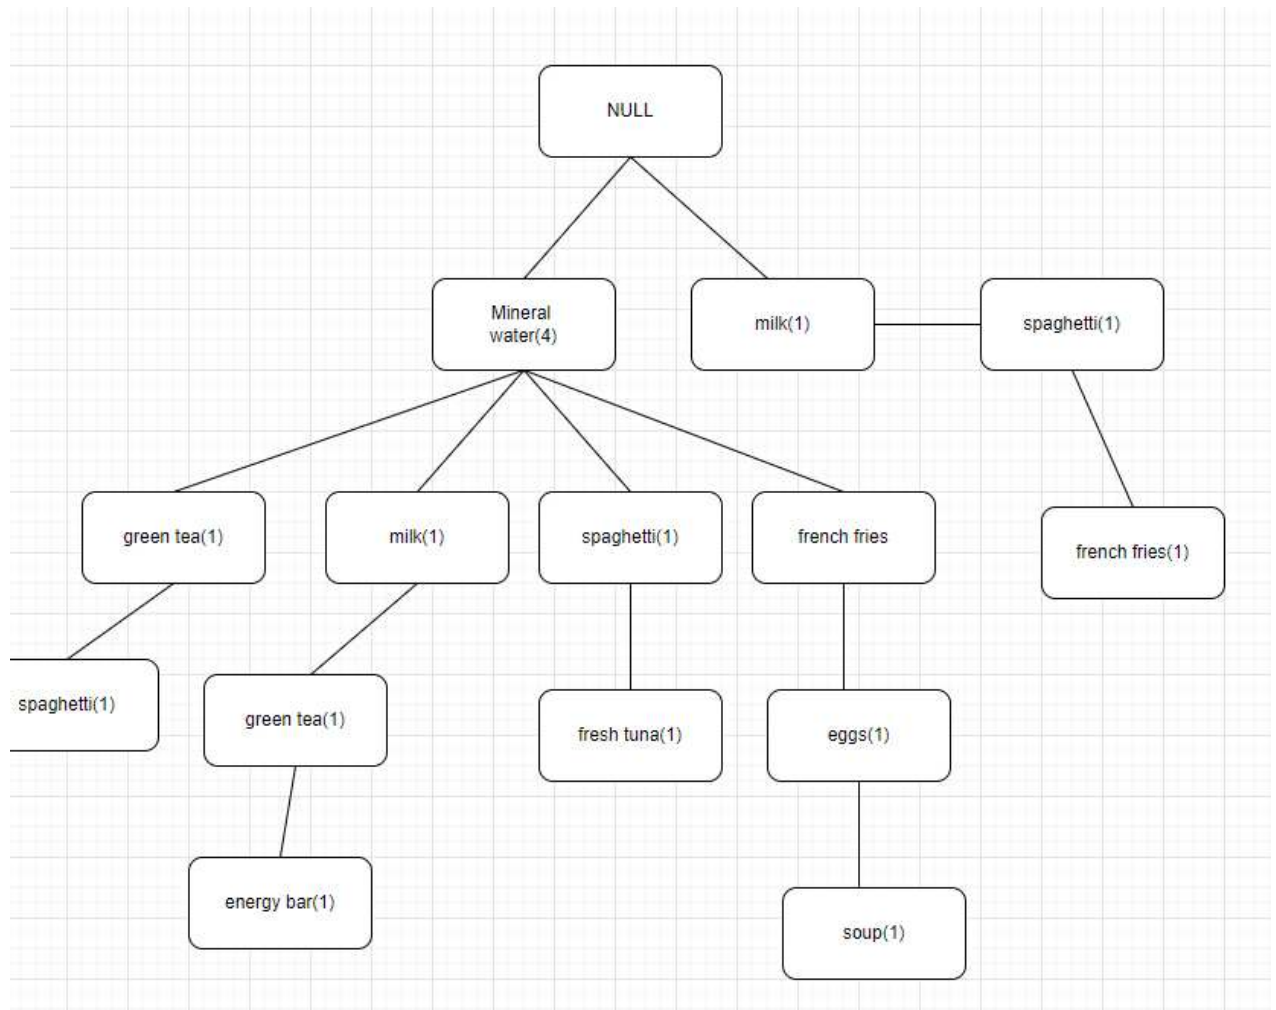 NULL
Mineral
water(4)
milk(1)
spaghetti(1)
green tea(1)
milk(1)
spaghetti(1)
french fries
french fries(1)
spaghetti(1)
green tea(1)
fresh tuna(1)
eggs(1)
energy bar(1)
soup(1)